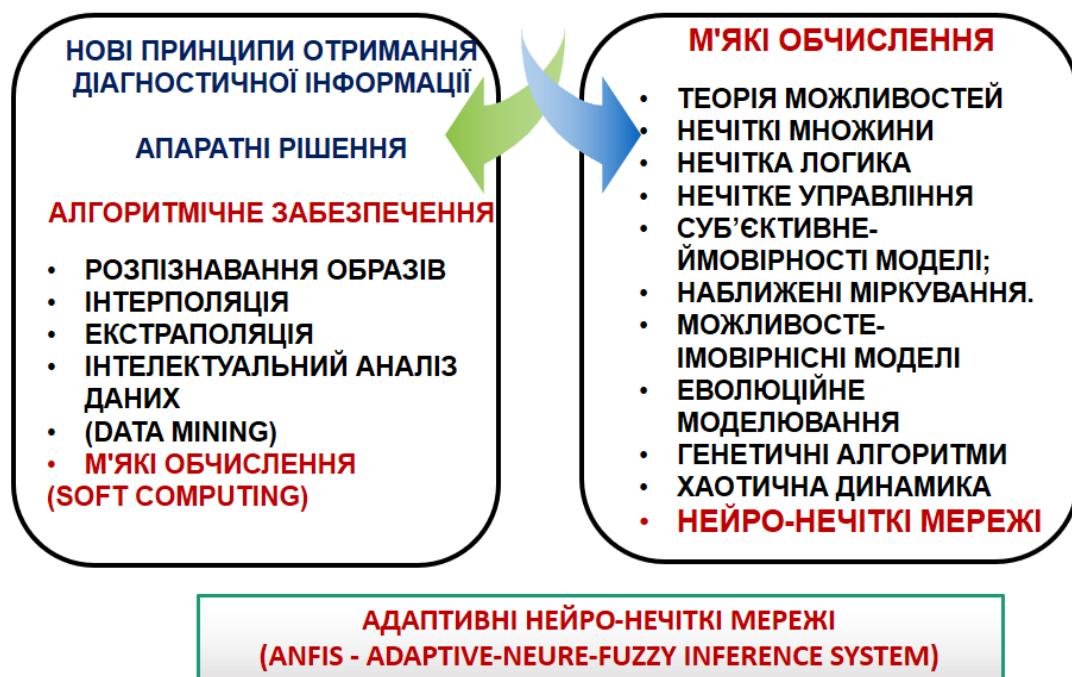 НОВІ ПРИНЦИПИ ОТРИМАННЯ
ДІАГНОСТИЧНОЇ ІНФОРМАЦІЇ
АПАРАТНІ РІШЕННЯ
АЛГОРИТМІЧНЕ ЗАБЕЗПЕЧЕННЯ
• РОЗПІЗНАВАННЯ ОБРАЗІВ
• ІНТЕРПОЛЯЦІЯ
• ЕКСТРАПОЛЯЦІЯ
• ІНТЕЛЕКТУАЛЬНИЙ АНАЛІЗ
ДАНИХ
• (DATA MINING)
• М'ЯКІ ОБЧИСЛЕННЯ
(SOFT COMPUTING)
М'ЯКІ ОБЧИСЛЕННЯ
• ТЕОРІЯ МОЖЛИВОСТЕЙ
• НЕЧІТКІ МНОЖИНИ
• НЕЧІТКА ЛОГИКА
• НЕЧІТКЕ УПРАВЛІННЯ
• СУБ’ЄКТИВНЕ-
ЙМОВІРНОСТІ МОДЕЛІ;
• НАБЛИЖЕНІ МІРКУВАННЯ.
• МОЖЛИВОСТЕ-
ІМОВІРНІСНІ МОДЕЛІ
• ЕВОЛЮЦІЙНЕ
МОДЕЛЮВАННЯ
• ГЕНЕТИЧНІ АЛГОРИТМИ
• ХАОТИЧНА ДИНАМИКА
• НЕЙРО-НЕЧІТКІ МЕРЕЖІ
АДАПТИВНІ НЕЙРО-НЕЧІТКІ МЕРЕЖІ
(ANFIS - ADAPTIVE-NEURE-FUZZY INFERENCE SYSTEM)